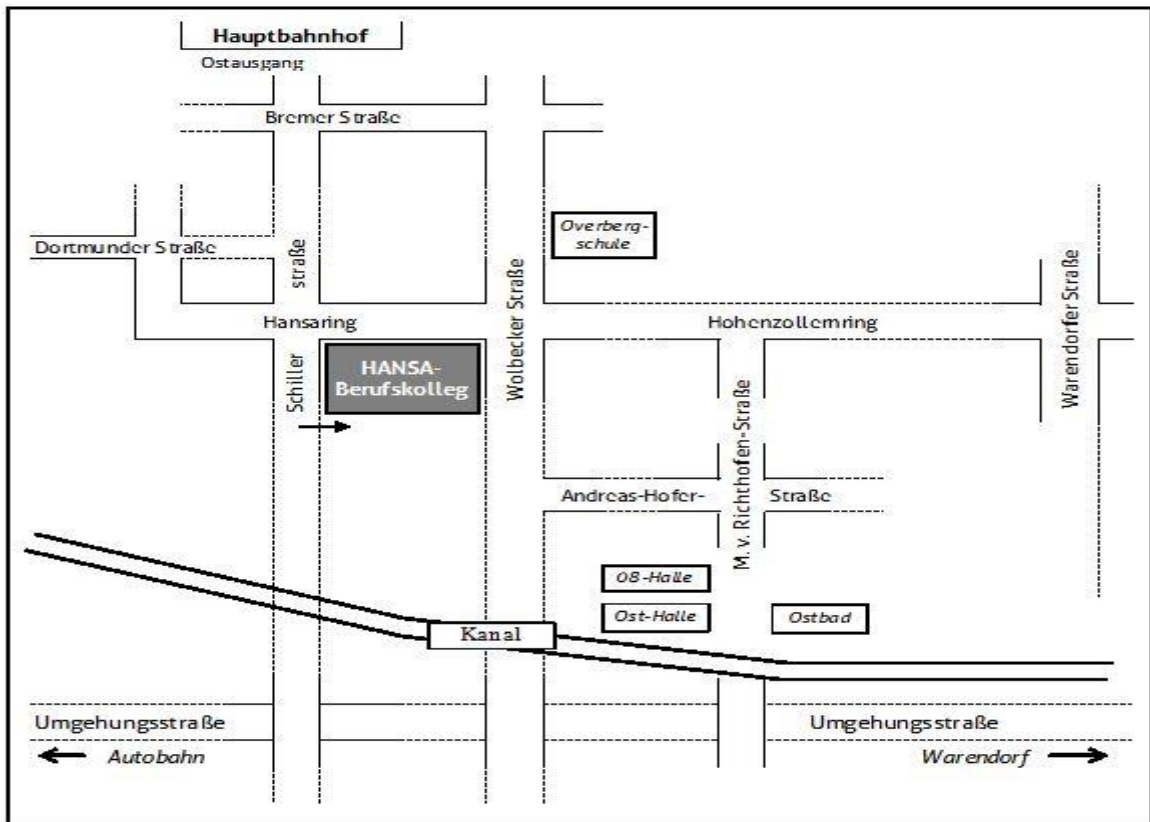 Hauptbahnhof
Ostausgang
Bremer Straße
Overberg-
schule
Dortmunder Straße
straße
Wolbecker Straße
Warendorfer Straße
Hansaring
Hohenzollernring
Schiller
HANSA-
Berufskolleg
M. v. Richthofen-Straße
Andreas-Hofer-
Straße
08-Halle
Ost-Halle
Ostbad
Kanal
Umgehungsstraße
Umgehungsstraße
Autobahn
Warendorf